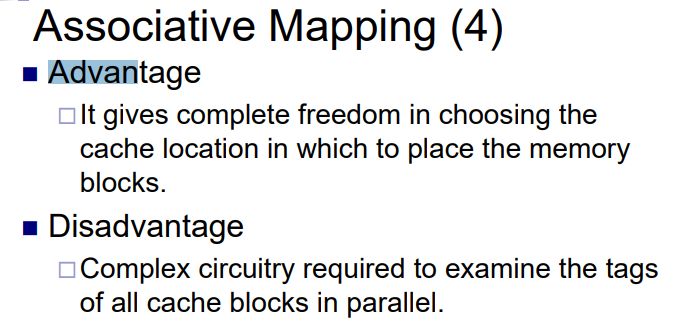 Associative Mapping (4)
Advantage
It gives complete freedom in choosing the
cache location in which to place the memory
blocks.
Disadvantage
Complex circuitry required to examine the tags
of all cache blocks in parallel.